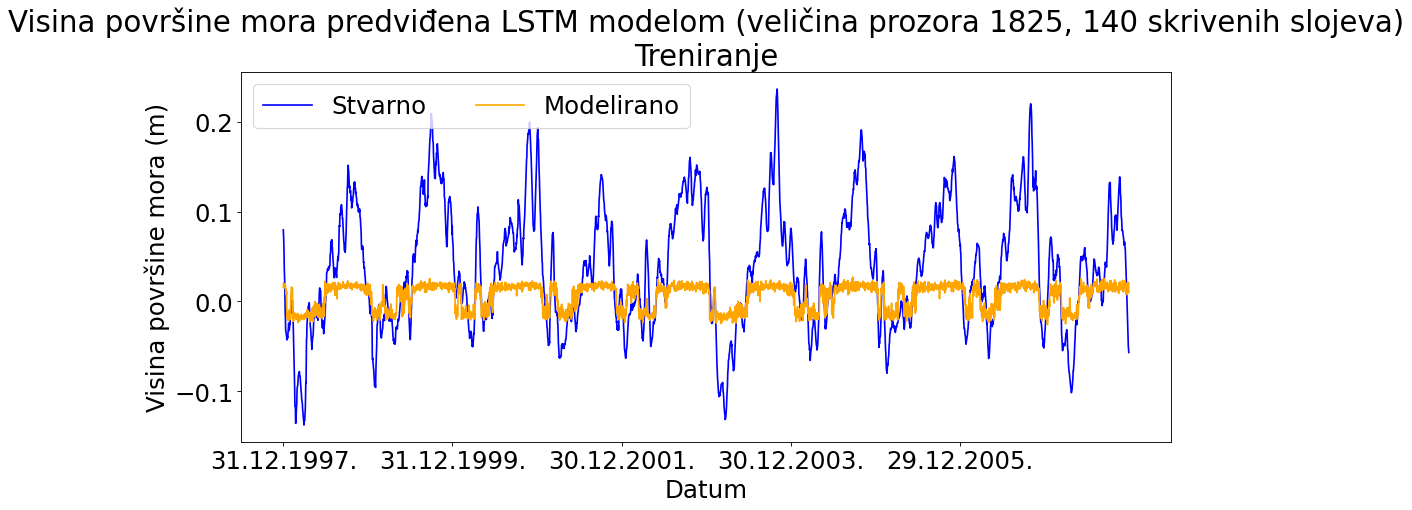 Visina površine mora predviđena LSTM modelom (veličina prozora 1825, 140 skrivenih slojeva)
Treniranje
Stvarno Modelirano
Visina površine mora (m)
0.2
0.1
0.0
−0.1
31.12.1997. 31.12.1999. 30.12.2001. 30.12.2003. 29.12.2005.
Datum